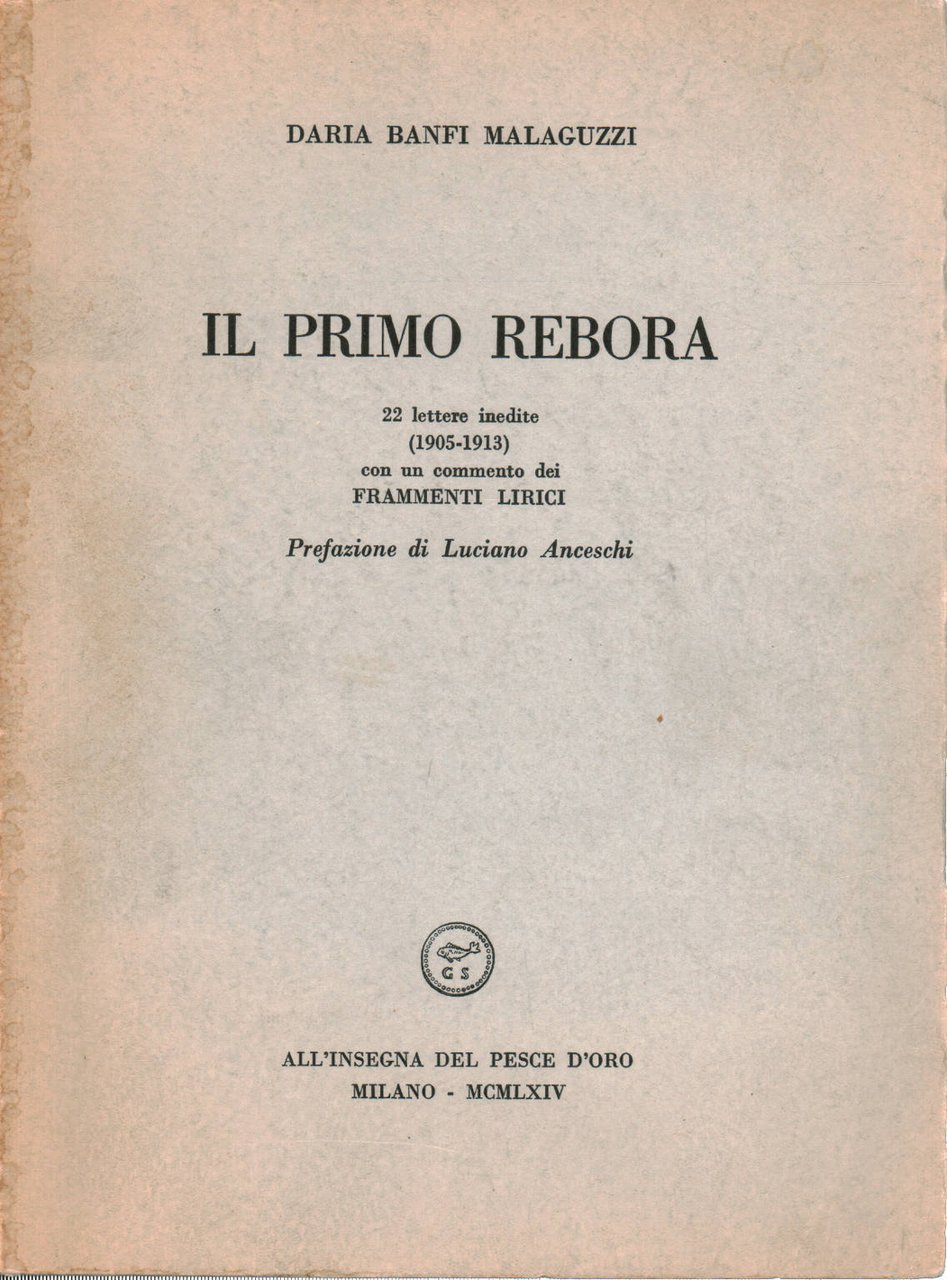 DARIA BANFI MALAGUZZI
IL PRIMO REBORA
22 lettere inedite
(1905-1913)
con un commento dei
FRAMMENTI LIRICI
Prefazione di Luciano Anceschi
G S
ALL'INSEGNA DEL PESCE D'ORO
MILANO - MCMLXIV